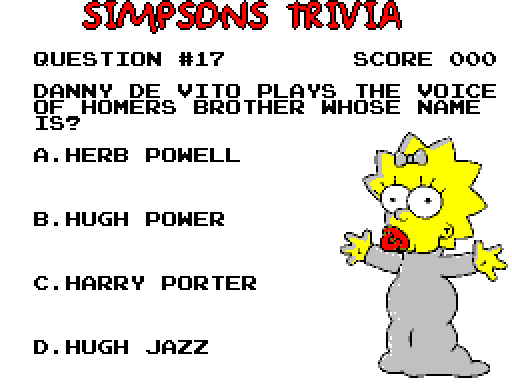 SIMPSONS TRIVIA
QUESTION #17 SCORE 000
DANNY DE VITO PLAYS THE VOICE
OF HOMERS BROTHER WHOSE NAME
IS?
A.HERB POWELL
B.HUGH POWER
C.HARRY PORTER
D.HUGH JAZZ